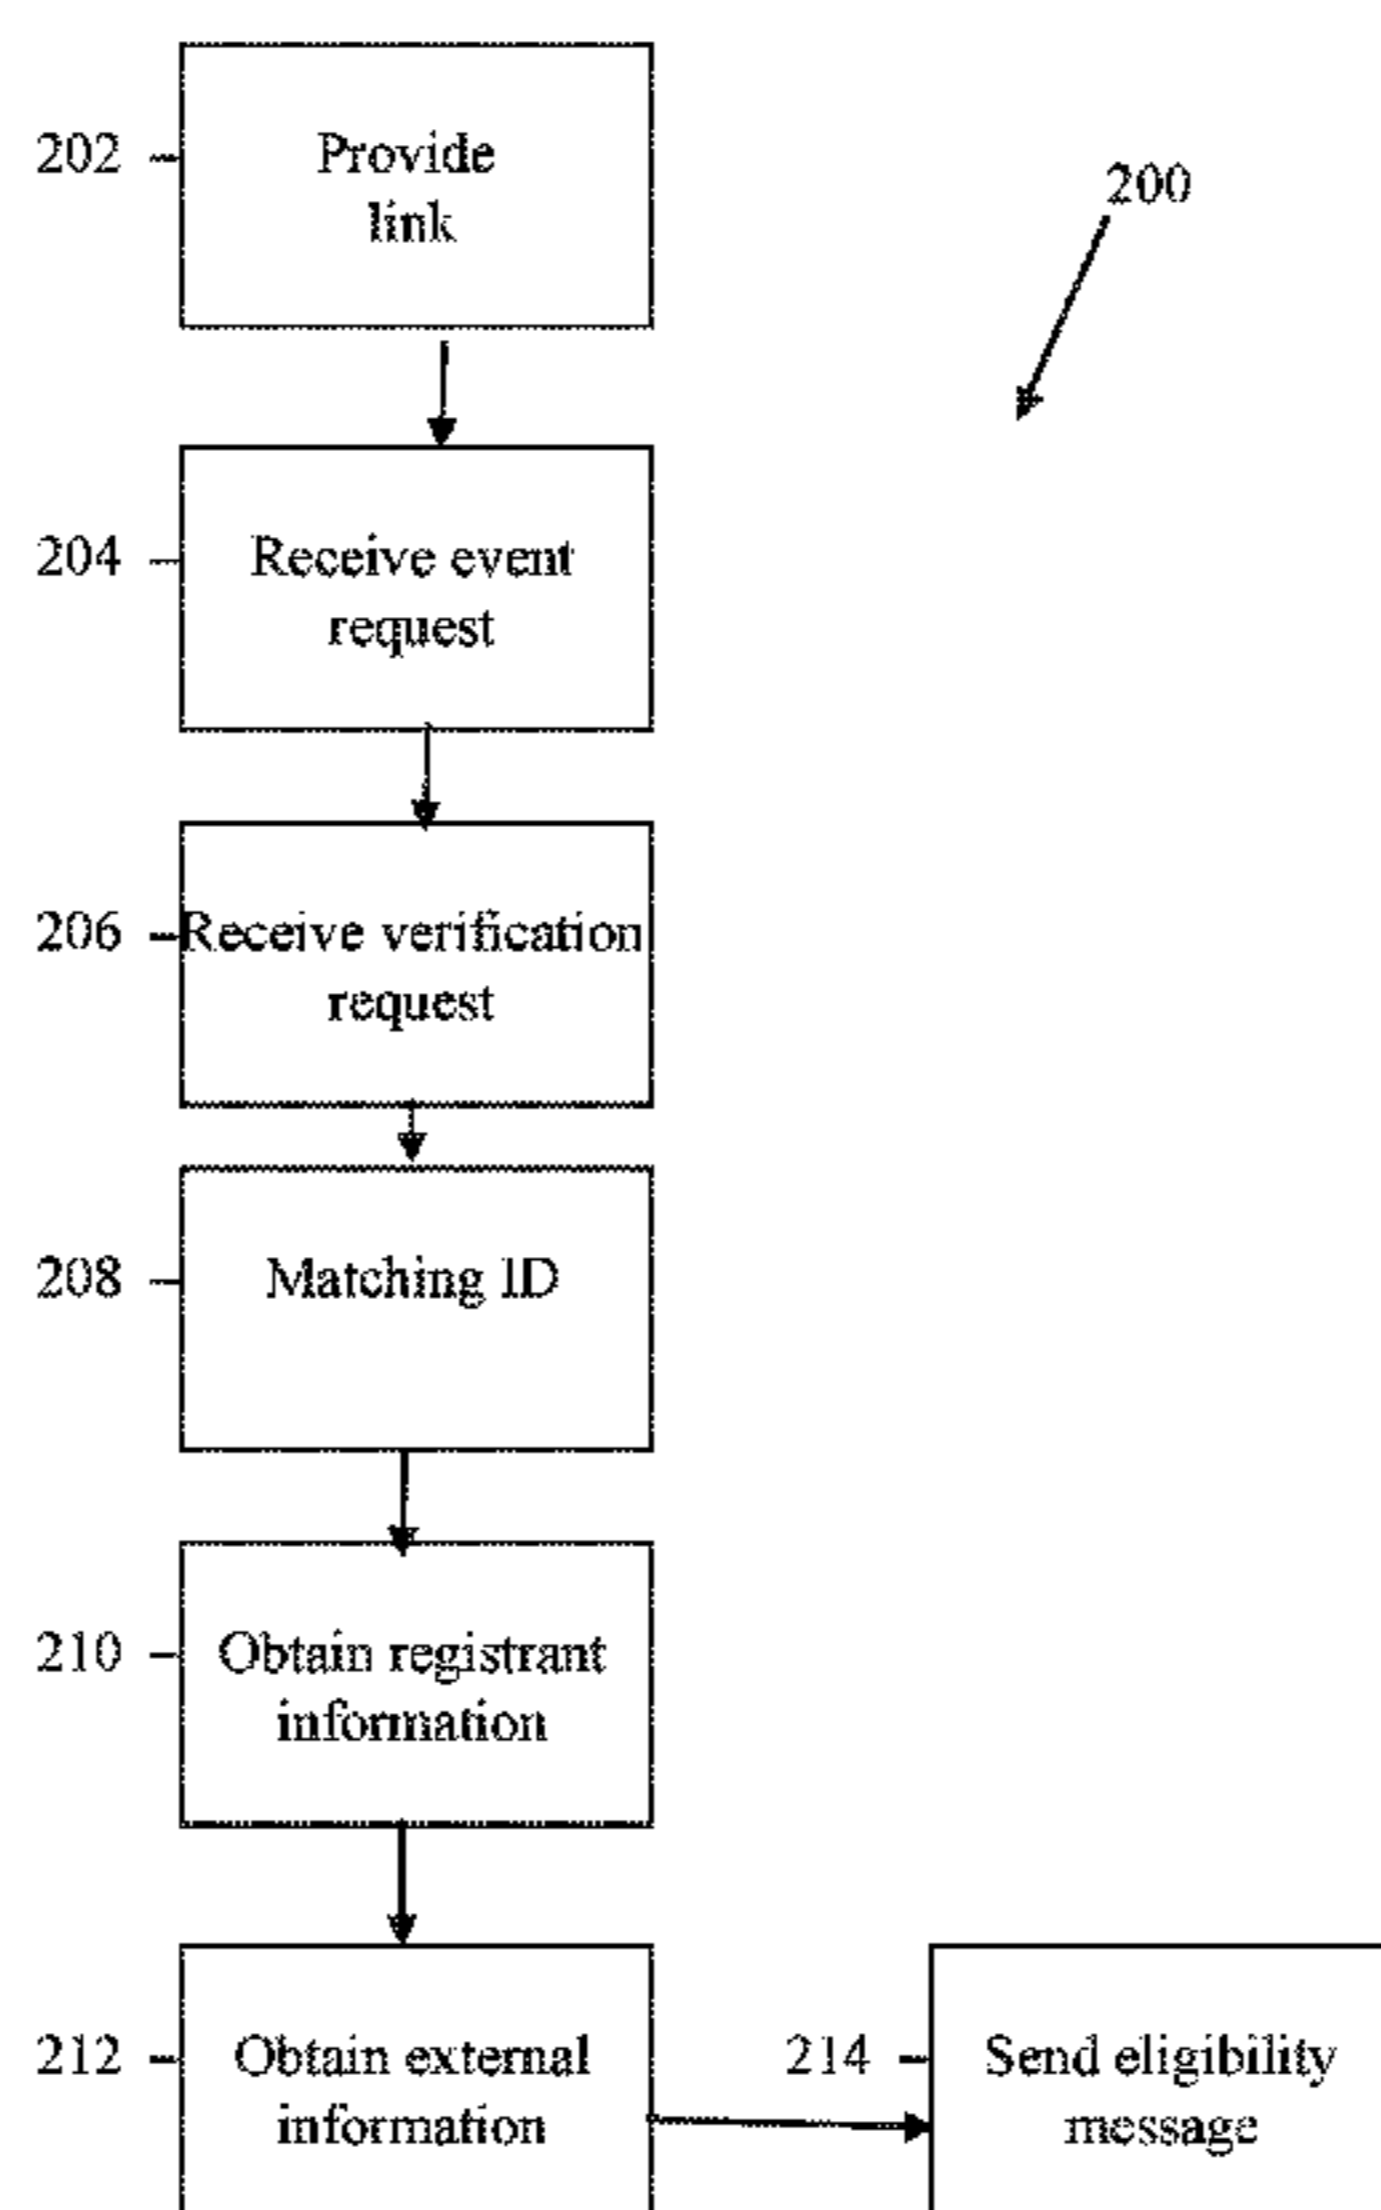 202
Provide
link
200
204
Receive event
request
206
Receive verification
request
208
Matching ID
210
Obtain registrant
information
212
Obtain external
information
214
Send eligibility
message